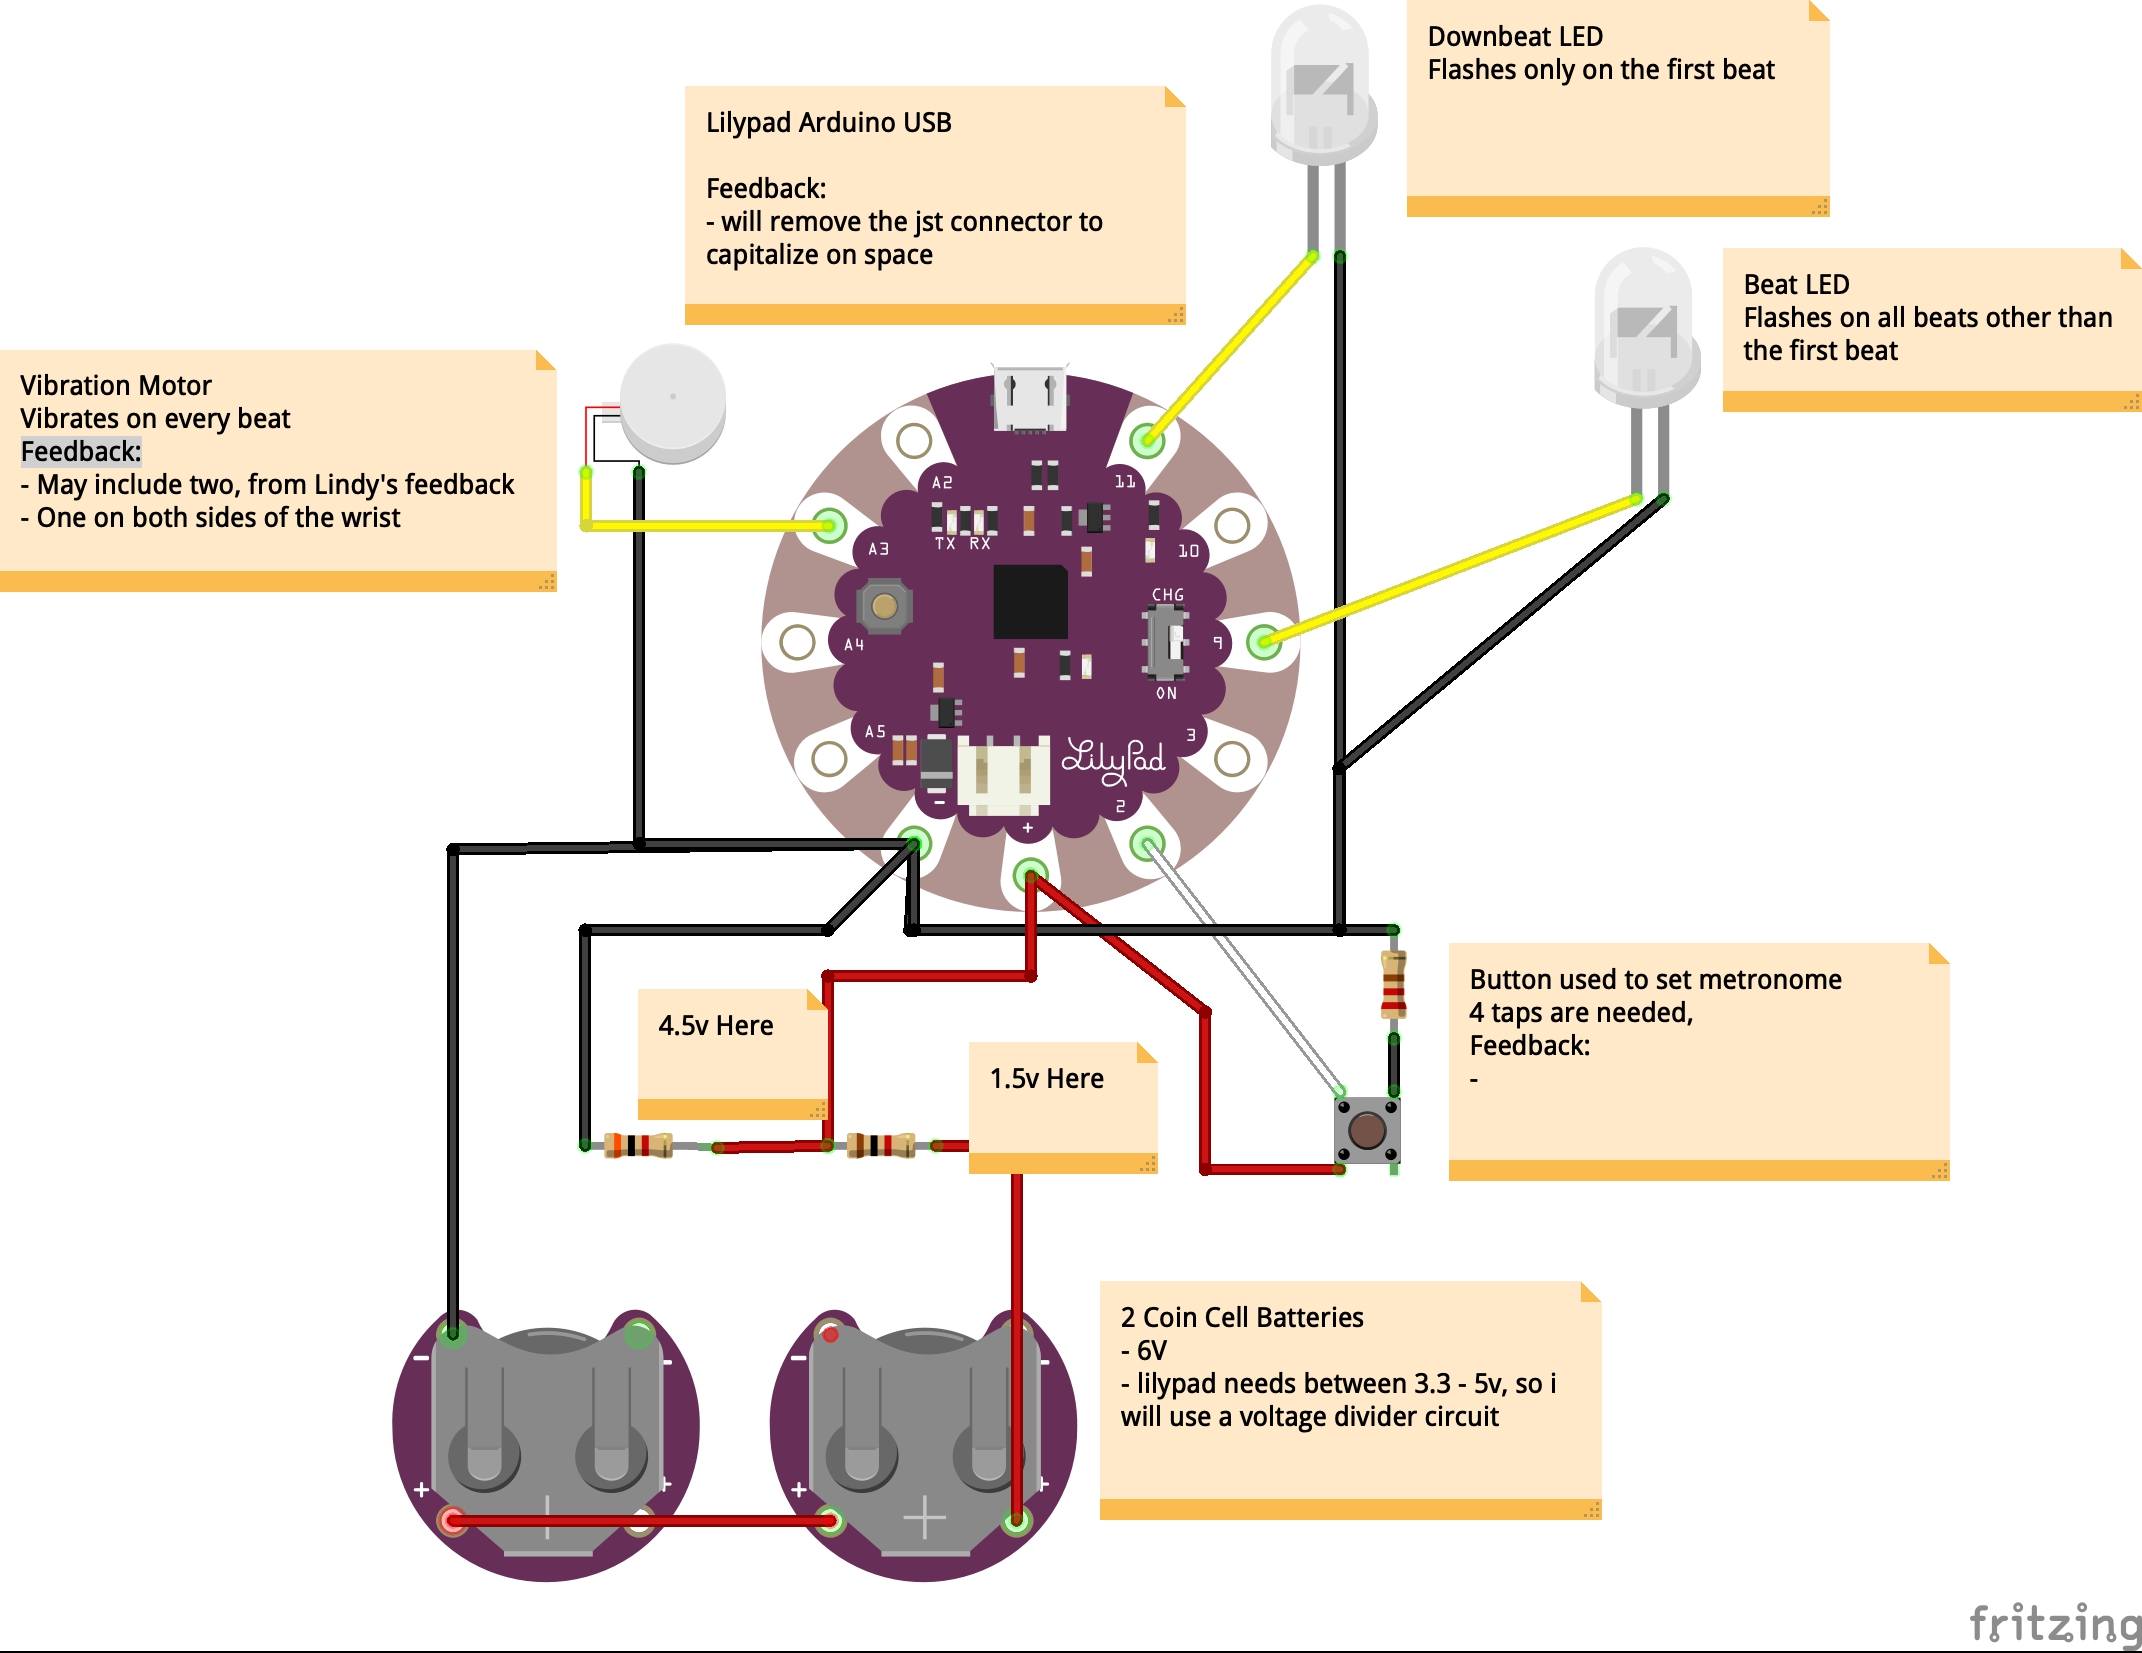 Downbeat LED
Flashes only on the first beat
Lilypad Arduino USB
Feedback:
- will remove the jst connector to
capitalize on space
Beat LED
Flashes on all beats other than
the first beat
Vibration Motor
Vibrates on every beat
Feedback:
- May include two, from Lindy's feedback
- One on both sides of the wrist
A2
11
TX RX
A3
10
CHG
A4
9
ON
A5
3
LilyPad
-
2
+
4.5v Here
1.5v Here
Button used to set metronome
4 taps are needed,
Feedback:
-
2 Coin Cell Batteries
- 6V
- lilypad needs between 3.3 - 5v, so i
will use a voltage divider circuit
- - - -
+ + + +
fritzing